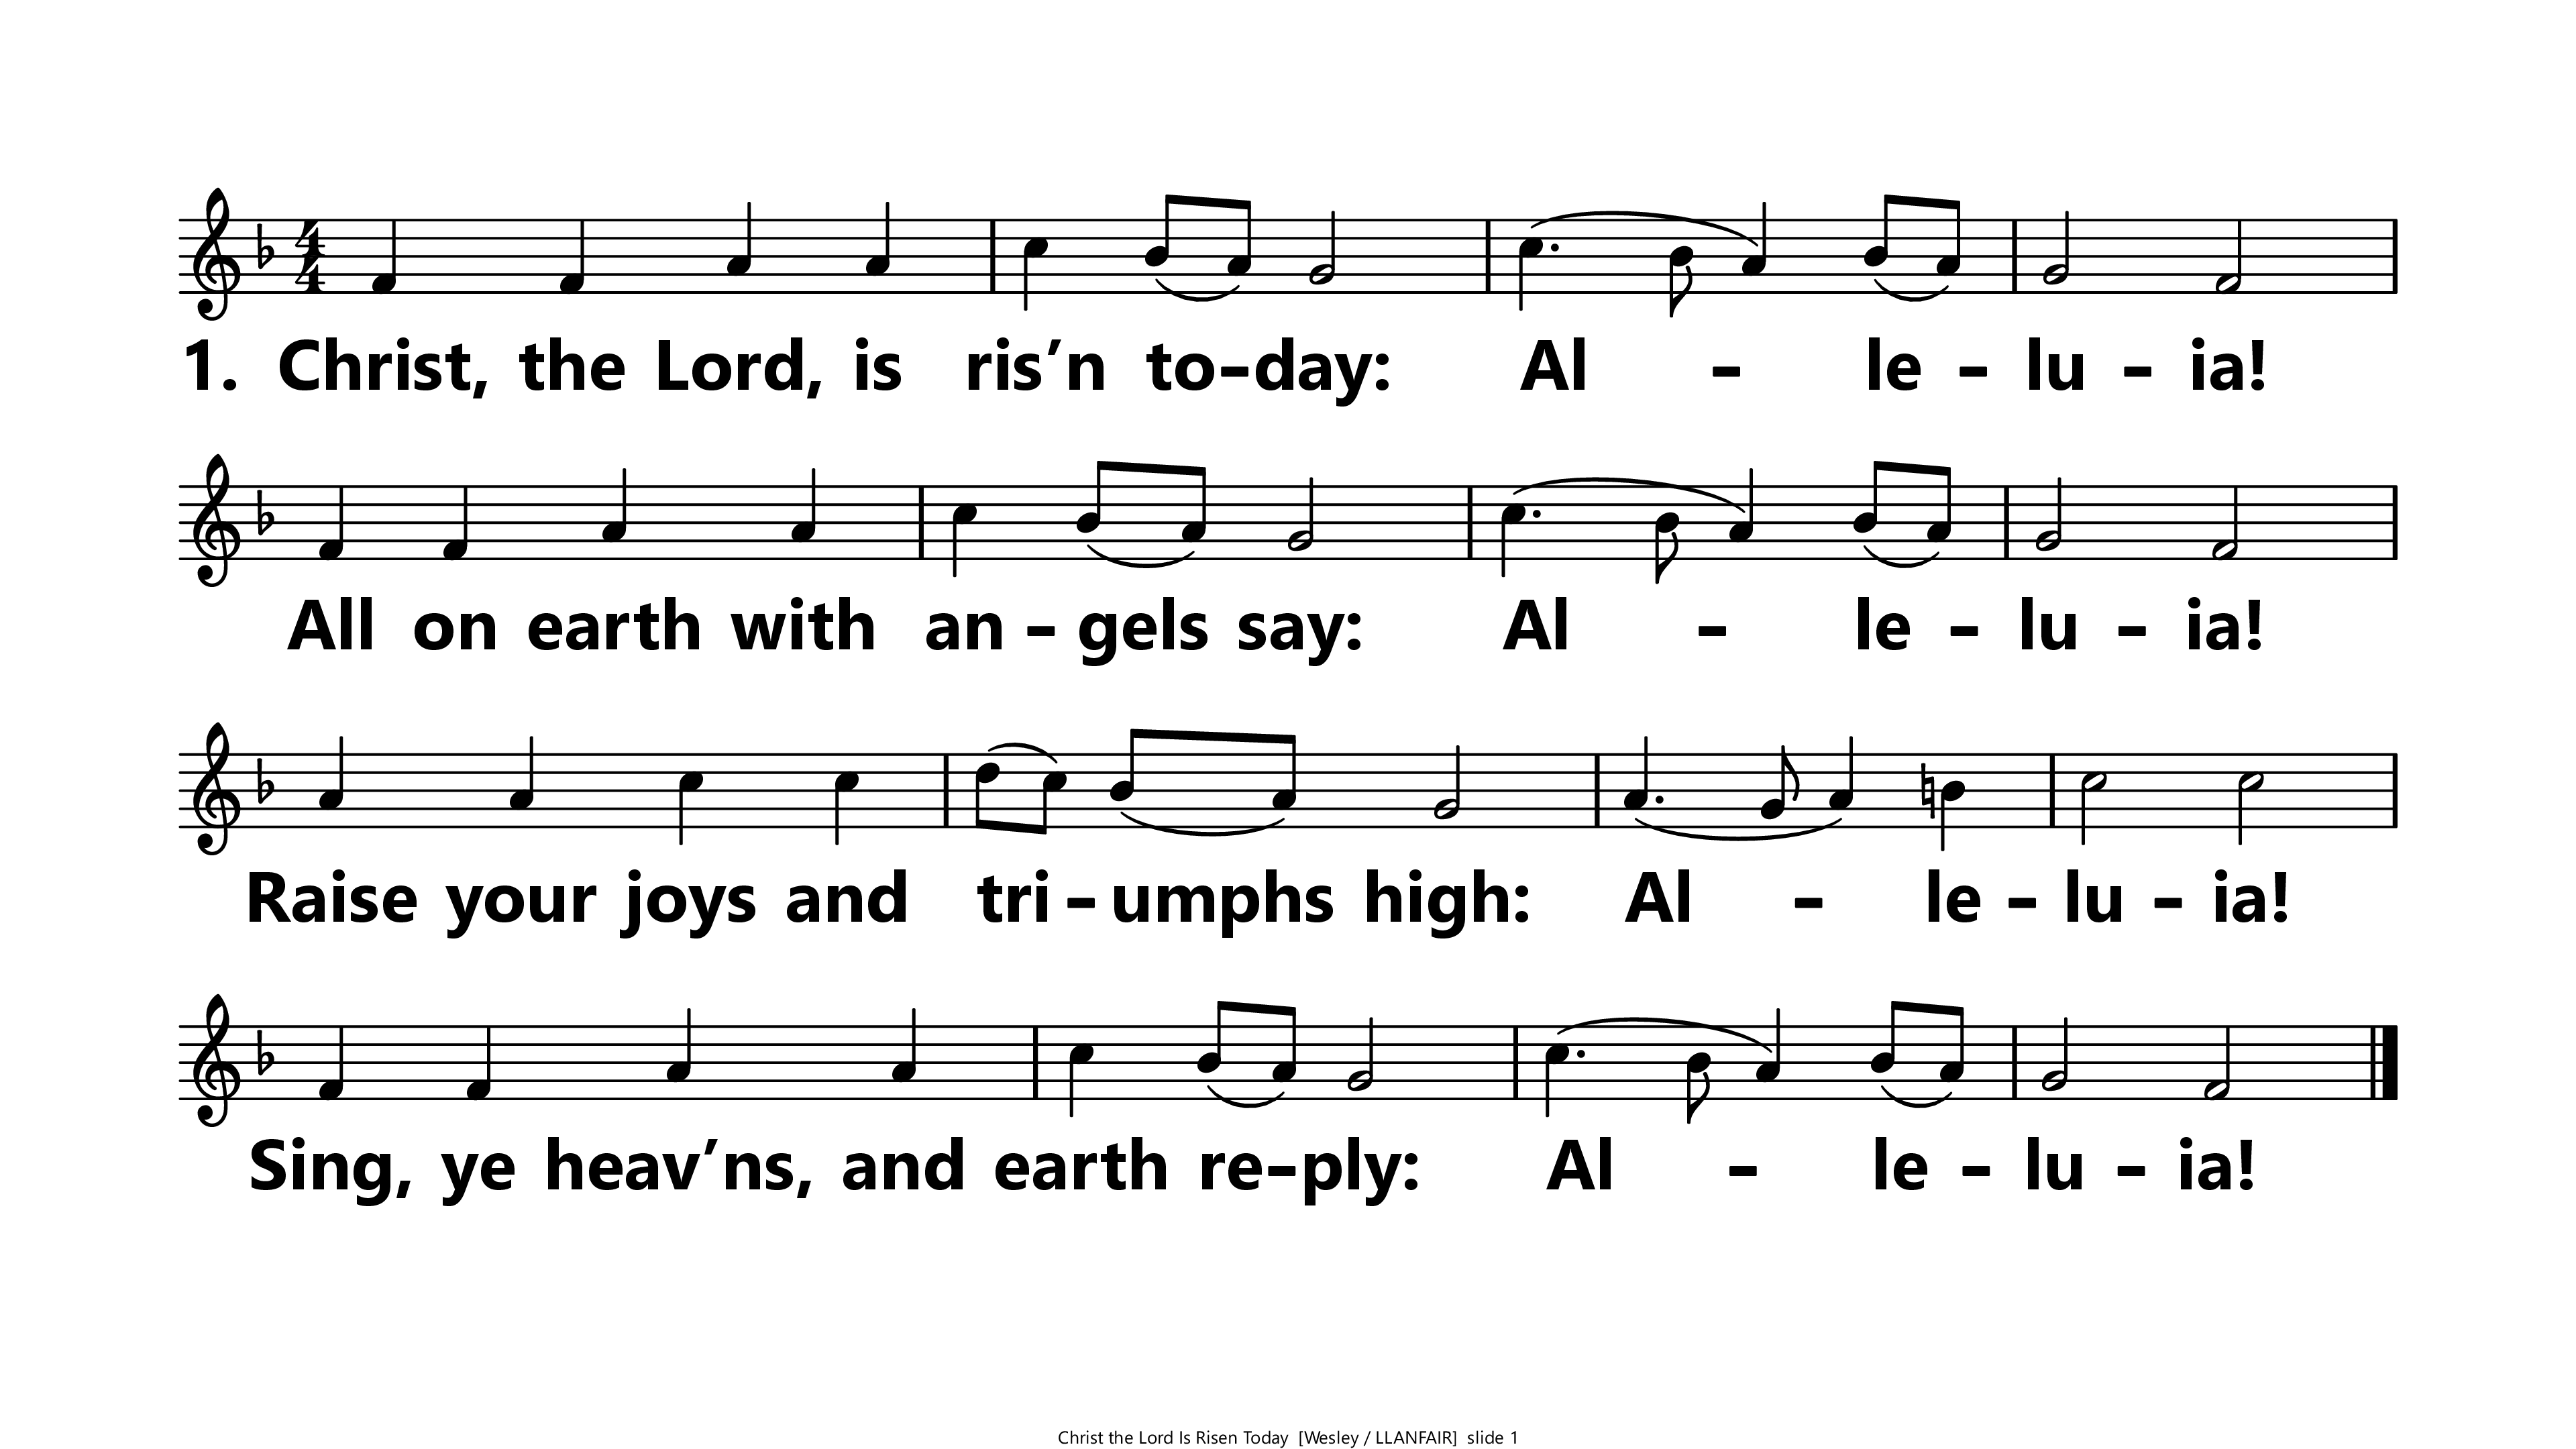 1. Christ, the Lord, is ris’n to-day: Al - le - lu - ia!
All on earth with an - gels say: Al - le - lu - ia!
Raise your joys and tri - umphs high: Al - le - lu - ia!
Sing, ye heav’ns, and earth re-ply: Al - le - lu - ia!
Christ the Lord Is Risen Today [Wesley / LLANFAIR] slide 1